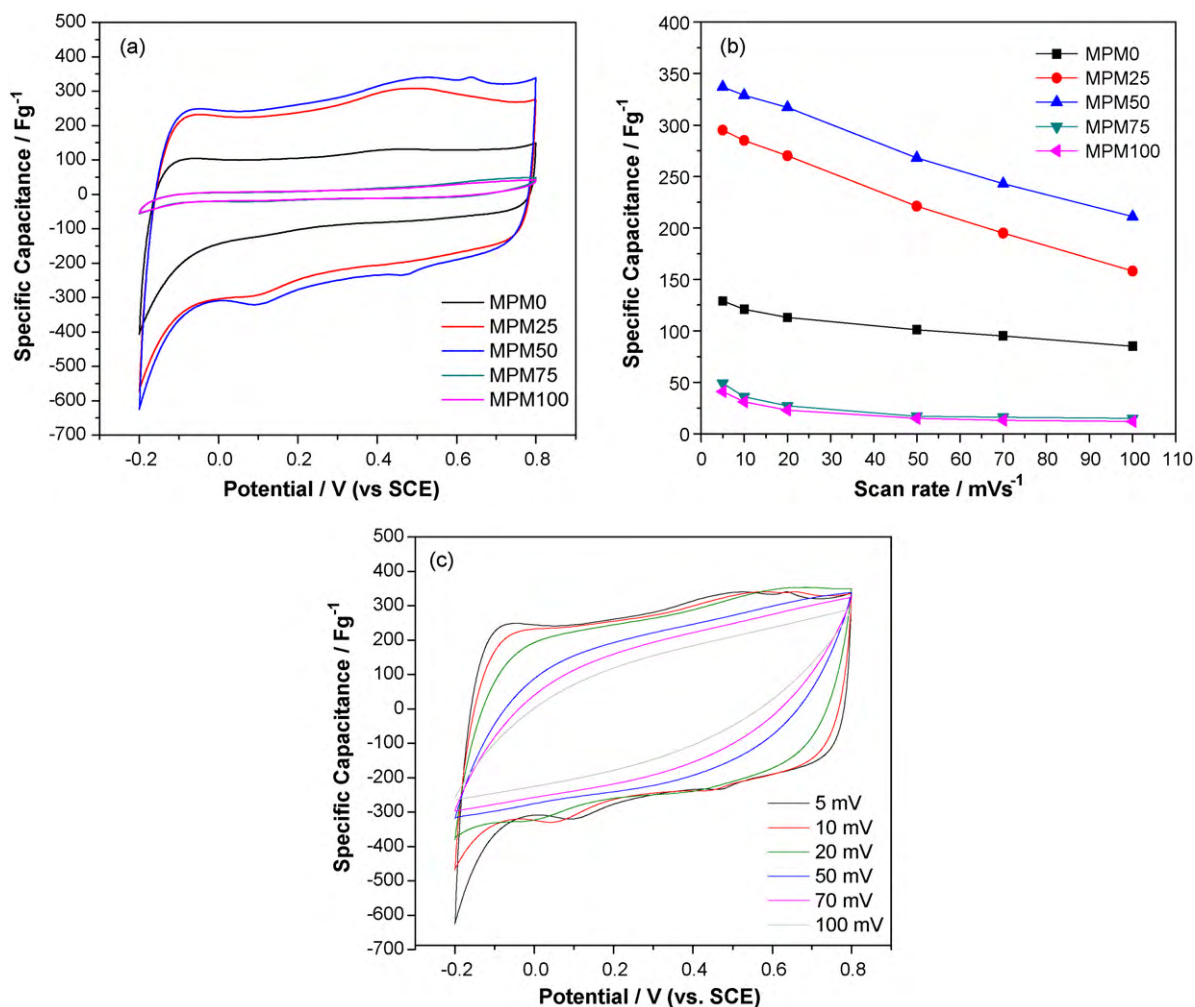 (a)
500
400
300
200
100
0
-100
-200
-300
-400
-500
-600
-700
Specific Capacitance / Fg-1
MPM0
MPM25
MPM50
MPM75
MPM100
-0.2 0.0 0.2 0.4 0.6 0.8
Potential / V (vs SCE)
(b)
400
350
300
250
200
150
100
50
0
Specific Capacitance / Fg-1
MPM0
MPM25
MPM50
MPM75
MPM100
0 10 20 30 40 50 60 70 80 90 100 110
Scan rate / mVs-1
(c)
500
400
300
200
100
0
-100
-200
-300
-400
-500
-600
-700
Specific Capacitance / Fg-1
5 mV
10 mV
20 mV
50 mV
70 mV
100 mV
-0.2 0.0 0.2 0.4 0.6 0.8
Potential / V (vs. SCE)